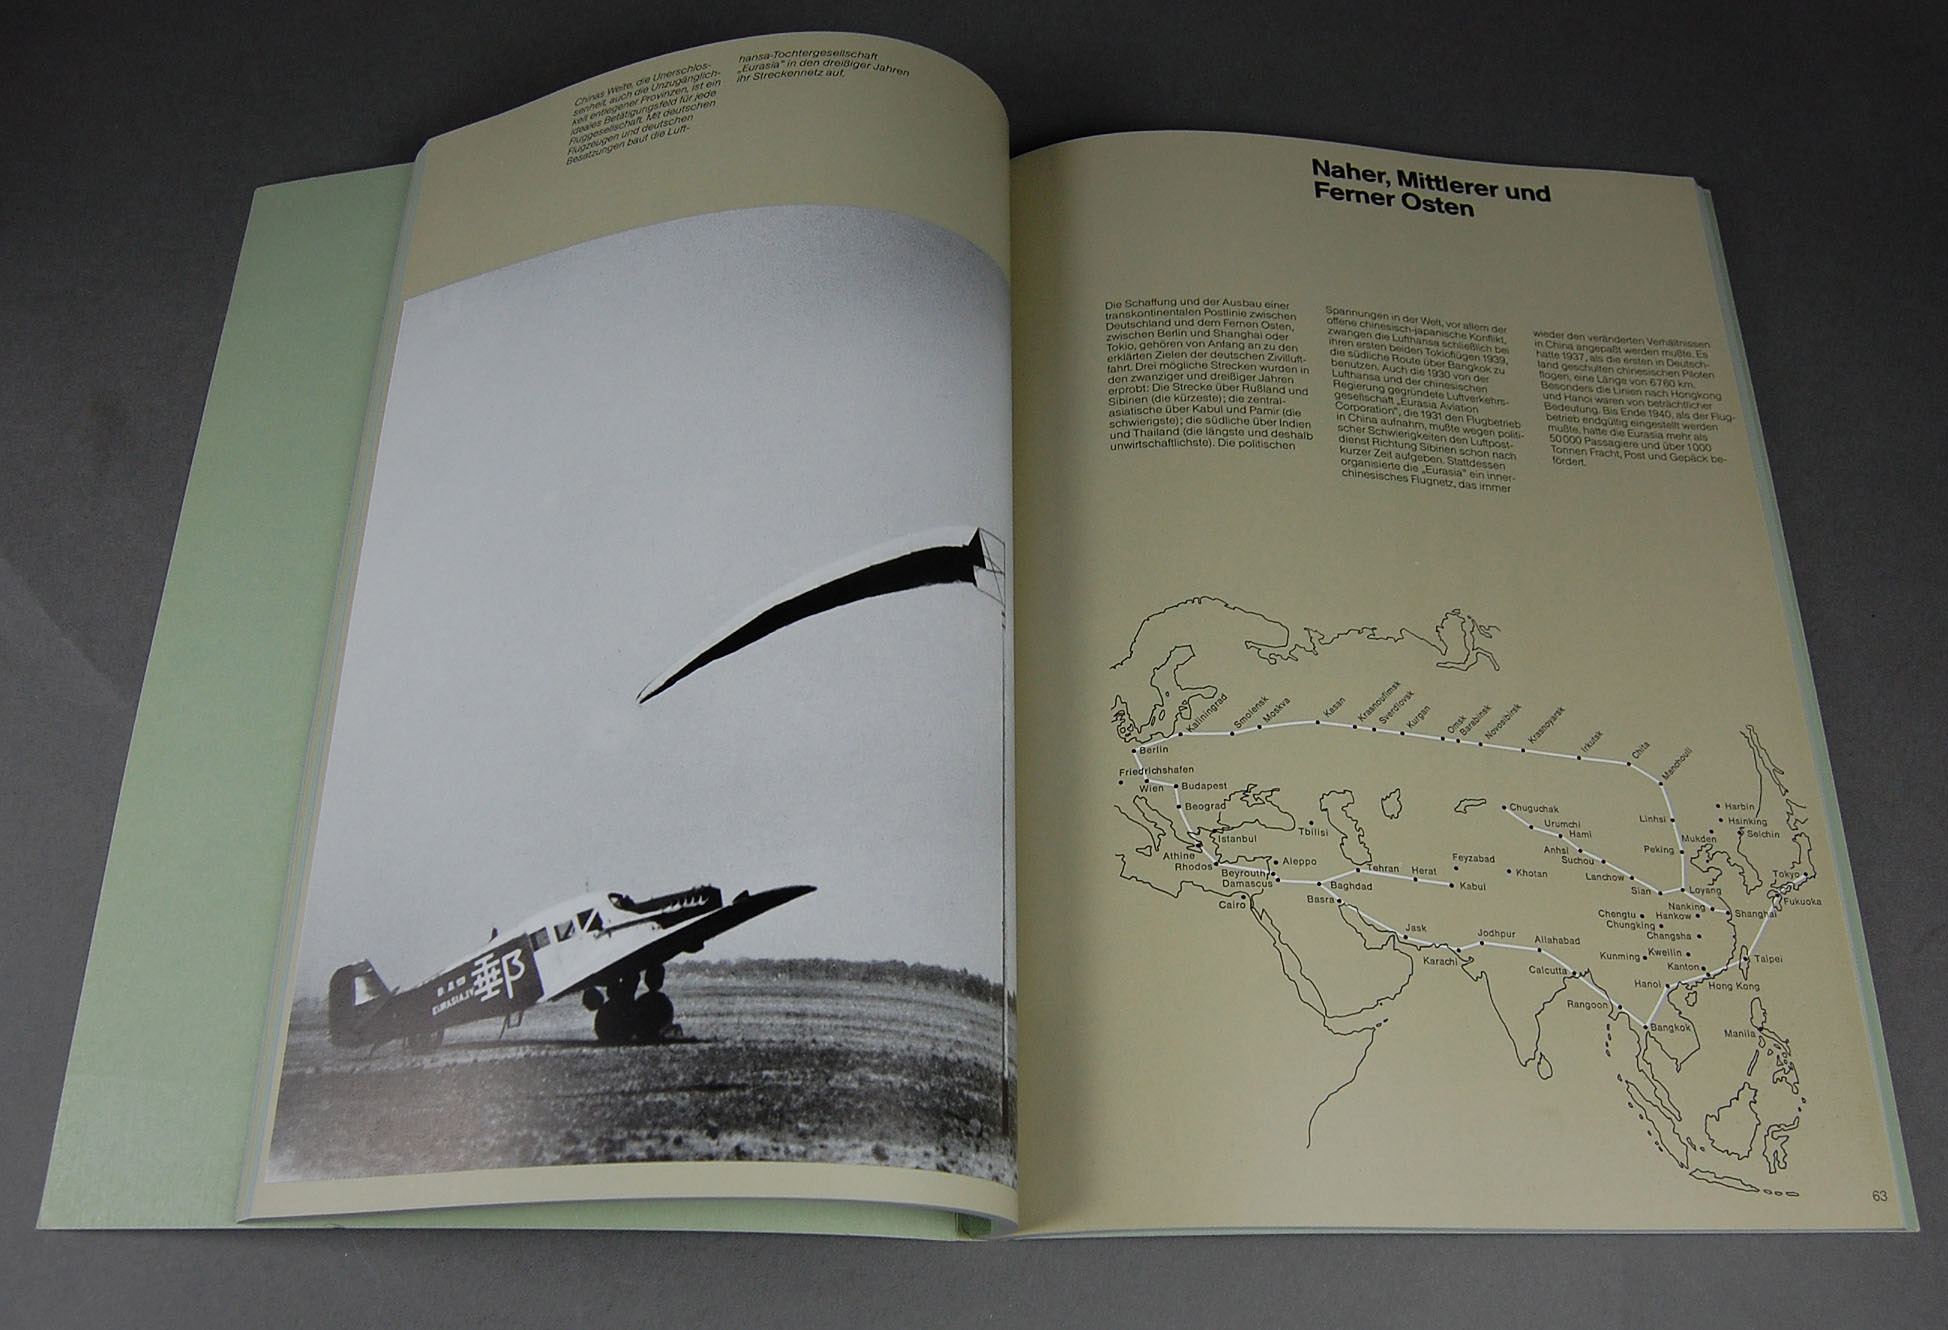 Chinas Weite, die Unerschlos-
senheit, auch die Unzugänglich-
keit entlegener Provinzen, ist ein
ideales Betätigungsfeld für jede
Fluggesellschaft. Mit deutschen
Flugzeugen und deutschen
Besatzungen baut die Luft-
hansa-Tochtergesellschaft
„Eurasia" in den dreißiger Jahren
ihr Streckennetz auf.
郵
EURASIA.IV
Naher, Mittlerer und
Ferner Osten
Die Schaffung und der Ausbau einer
transkontinentalen Postlinie zwischen
Deutschland und dem Fernen Osten,
zwischen Berlin und Shanghai oder
Tokio, gehören von Anfang an zu den
erklärten Zielen der deutschen Zivilluft-
fahrt. Drei mögliche Strecken wurden in
den zwanziger und dreißiger Jahren
erprobt: Die Strecke über Rußland und
Sibirien (die kürzeste); die zentral-
asiatische über Kabul und Pamir (die
schwierigste); die südliche über Indien
und Thailand (die längste und deshalb
unwirtschaftlichste). Die politischen
Spannungen in der Welt, vor allem der
offene chinesisch-japanische Konflikt,
zwangen die Lufthansa schließlich bei
ihren ersten beiden Tokioflügen 1939,
die südliche Route über Bangkok zu
benutzen. Auch die 1930 von der
Lufthansa und der chinesischen
Regierung gegründete Luftverkehrs-
gesellschaft „Eurasia Aviation
Corporation", die 1931 den Flugbetrieb
in China aufnahm, mußte wegen politi-
scher Schwierigkeiten den Luftpost-
dienst Richtung Sibirien schon nach
kurzer Zeit aufgeben. Stattdessen
organisierte die „Eurasia" ein inner-
chinesisches Flugnetz, das immer
wieder den veränderten Verhältnissen
in China angepaßt werden mußte. Es
hatte 1937, als die ersten in Deutsch-
land geschulten chinesischen Piloten
flogen, eine Länge von 6760 km.
Besonders die Linien nach Hongkong
und Hanoi waren von beträchtlicher
Bedeutung. Bis Ende 1940, als der Flug-
betrieb endgültig eingestellt werden
mußte, hatte die Eurasia mehr als
50000 Passagiere und über 1000
Tonnen Fracht, Post und Gepäck be-
fördert.
Kaliningrad
Smolensk
Moskva
Kasan
Krasnoufimsk
Sverdlovsk
Kurgan
Omsk
Barabinsk
Novosibirsk
Krasnoyarsk
Irkutsk
Chita
Manchouli
Berlin
Friedrichshafen
Wien
Budapest
Beograd
Istanbul
Tbilisi
Athine
Rhodos
Aleppo
Beyrouth
Damascus
Cairo
Baghdad
Basra
Tehran
Herat
Feyzabad
Kabul
Khotan
Chuguchak
Urumchi
Hami
Anhsi
Suchou
Lanchow
Sian
Linhsi
Peking
Loyang
Harbin
Hsinking
Mukden
Seichin
Tokyo
Fukuoka
Nanking
Shanghai
Chengtu
Hankow
Chungking
Changsha
Kunming
Kweilin
Kanton
Taipei
Hong Kong
Hanoi
Jask
Karachi
Jodhpur
Allahabad
Calcutta
Rangoon
Bangkok
Manila
63